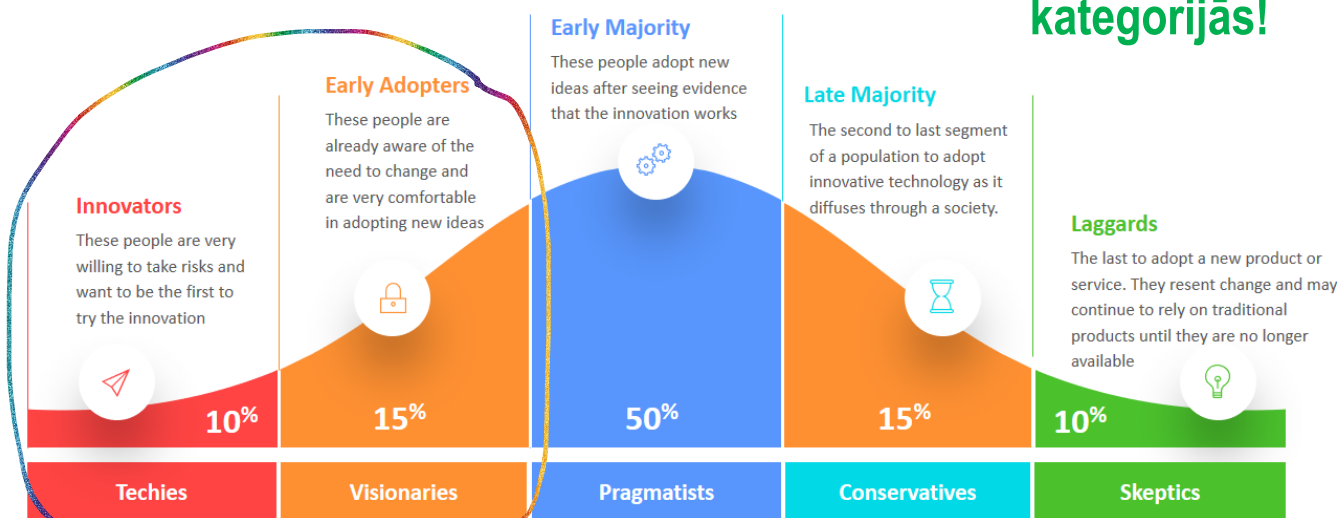 kategorijās!
Early Majority
These people adopt new
ideas after seeing evidence
that the innovation works
Early Adopters
These people are
already aware of the
need to change and
are very comfortable
in adopting new ideas
Late Majority
The second to last segment
of a population to adopt
innovative technology as it
diffuses through a society.
Innovators
These people are very
willing to take risks and
want to be the first to
try the innovation
Laggards
The last to adopt a new product or
service. They resent change and may
continue to rely on traditional
products until they are no longer
available
10%
15%
50%
15%
10%
Techies
Visionaries
Pragmatists
Conservatives
Skeptics